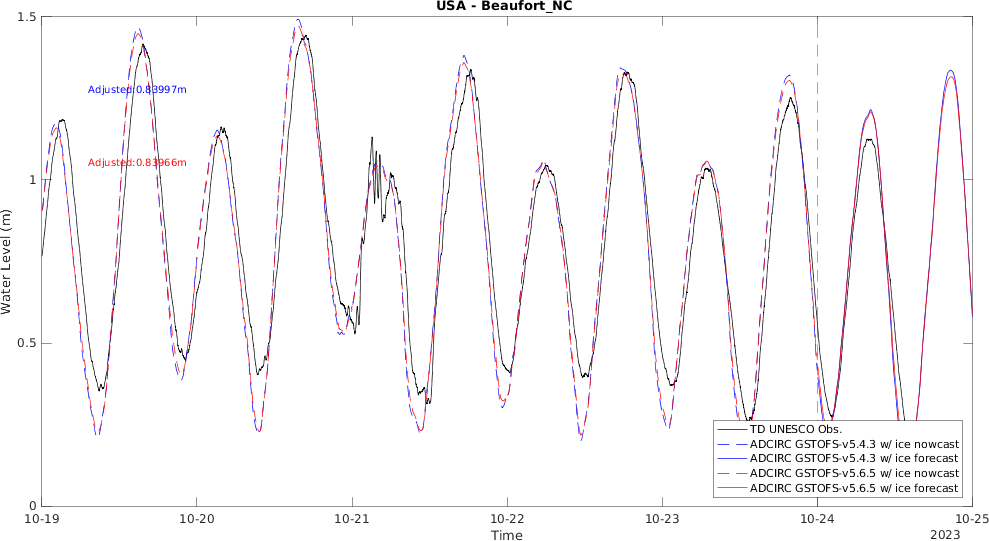 USA - Beaufort_NC
1.5
Adjusted:0.83997m
Adjusted:0.83966m
1
0.5
0
Water Level (m)
TD UNESCO Obs.
ADCIRC GSTOFS-v5.4.3 w/ ice nowcast
ADCIRC GSTOFS-v5.4.3 w/ ice forecast
ADCIRC GSTOFS-v5.6.5 w/ ice nowcast
ADCIRC GSTOFS-v5.6.5 w/ ice forecast
10-19 10-20 10-21 10-22 10-23 10-24 10-25
Time
2023